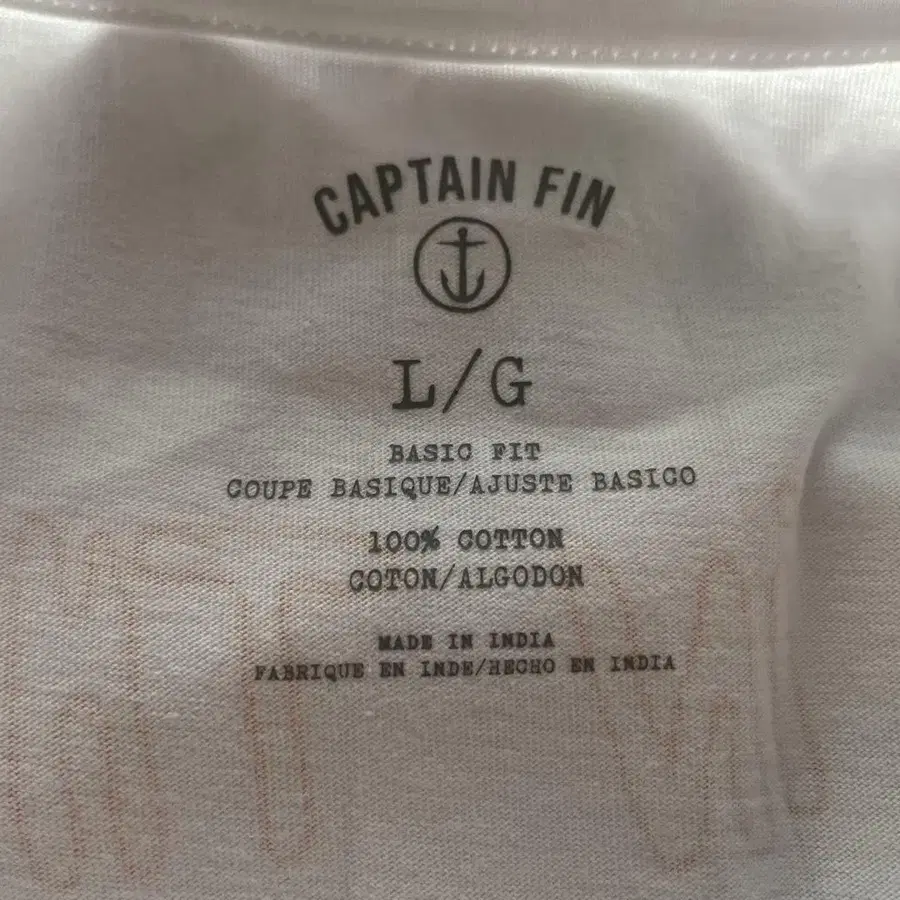 CAPTAIN FIN
L/G
BASIC FIT
COUPE BASIQUE/AJUSTE BASICO
100% COTTON
COTON/ALGODON
MADE IN INDIA
FABRIQUE EN INDE/HECHO EN INDIA